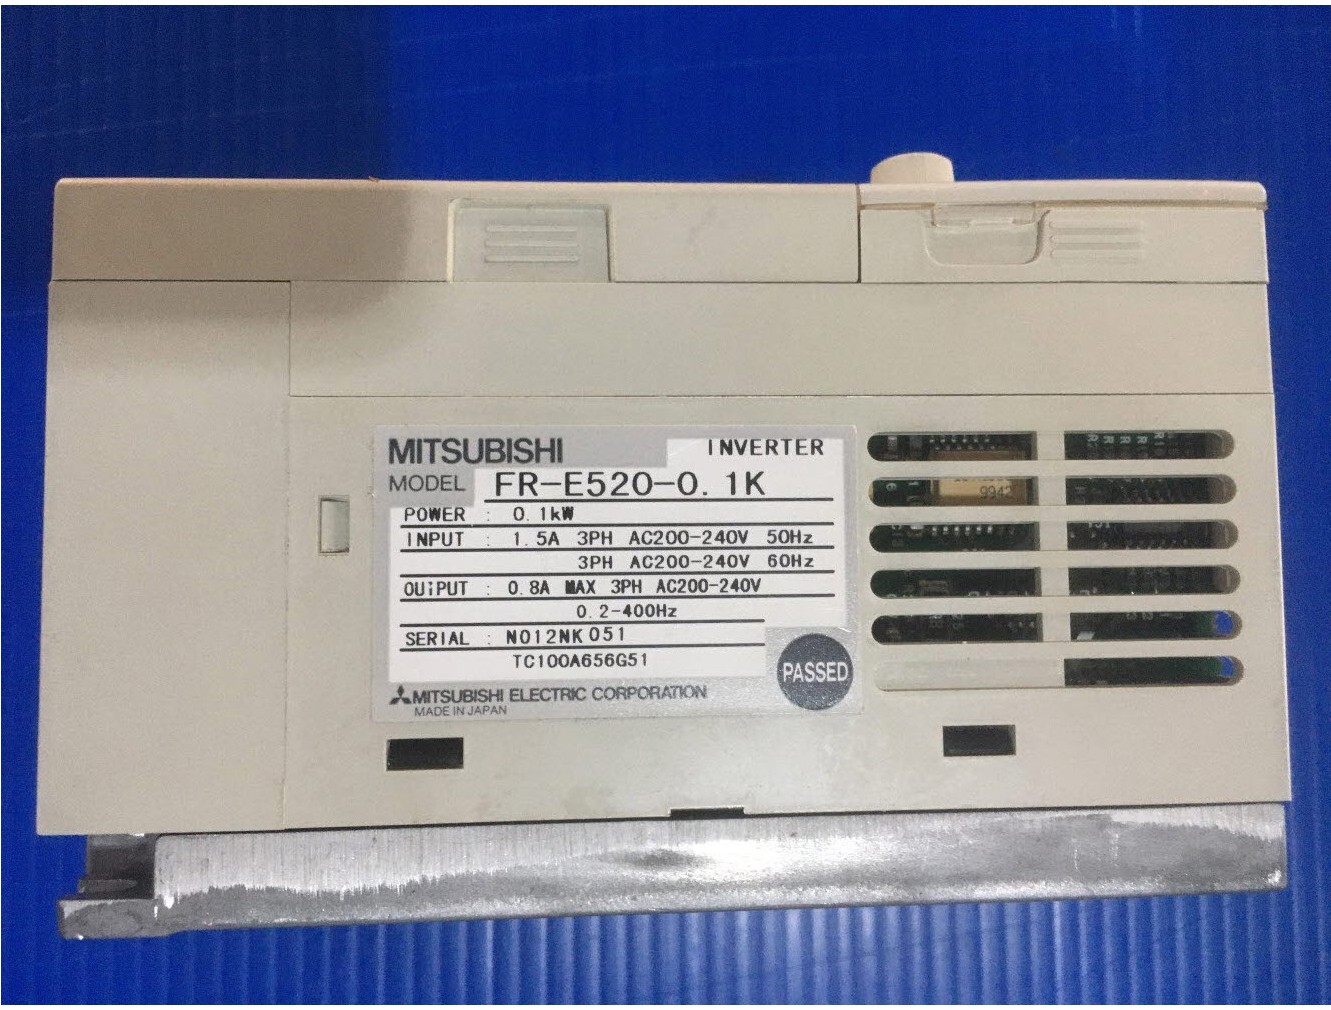 MITSUBISHI INVERTER
MODEL FR-E520-0.1K
POWER : 0.1kW
INPUT : 1.5A 3PH AC200-240V 50Hz
3PH AC200-240V 60Hz
OUiPUT : 0.8A MAX 3PH AC200-240V
0.2-400Hz
SERIAL : N012NK051
TC100A656G51
PASSED
MITSUBISHI ELECTRIC CORPORATION
MADE IN JAPAN
9942